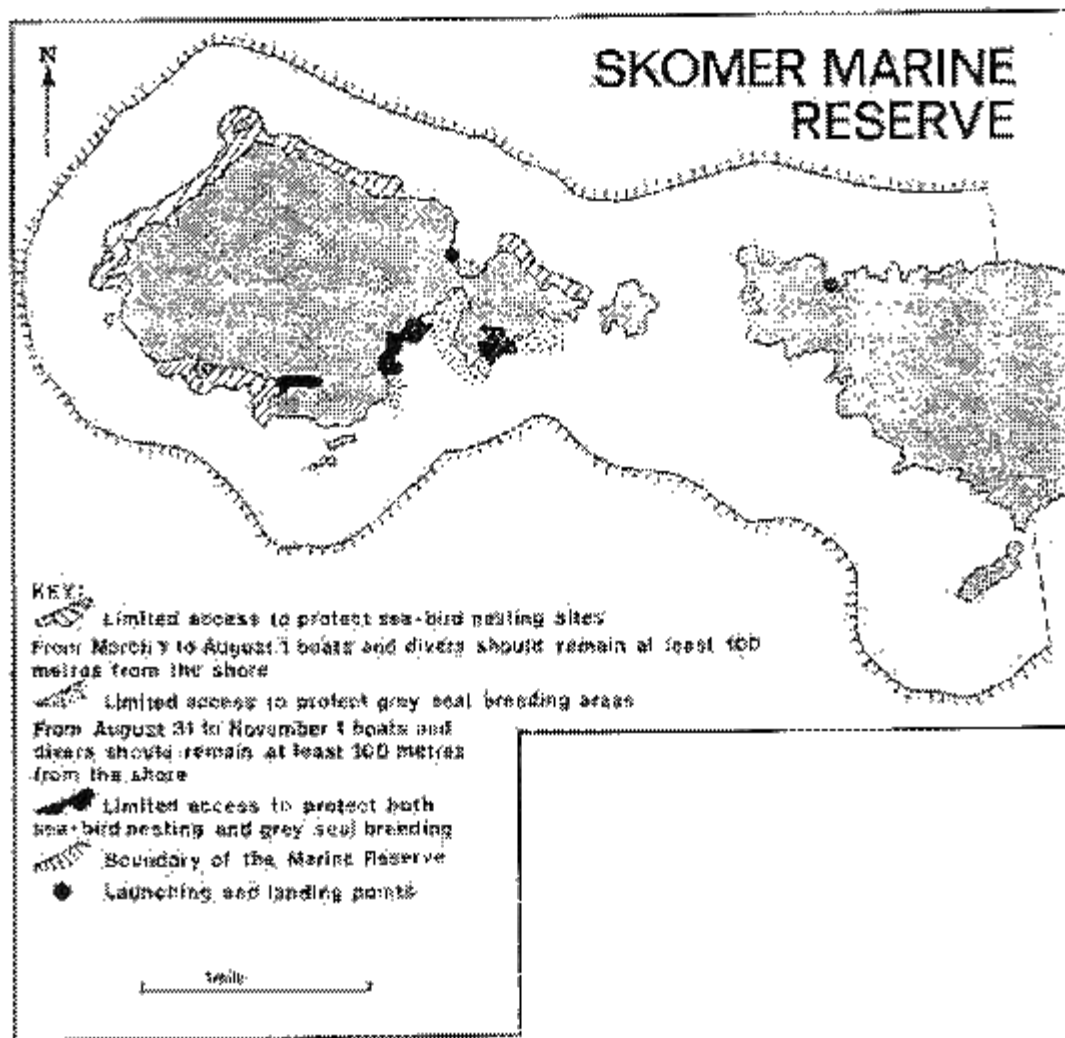 N
SKOMER MARINE
RESERVE
KEY:
Limited access to protect sea-bird nesting sites
From March 1 to August 1 boats and divers should remain at least 100
metres from the shore
Limited access to protect grey seal breeding areas
From August 31 to November 1 boats and
divers should remain at least 100 metres
from the shore
Limited access to protect both
sea-bird nesting and grey seal breeding
Boundary of the Marine Reserve
Launching and landing points
1 mile